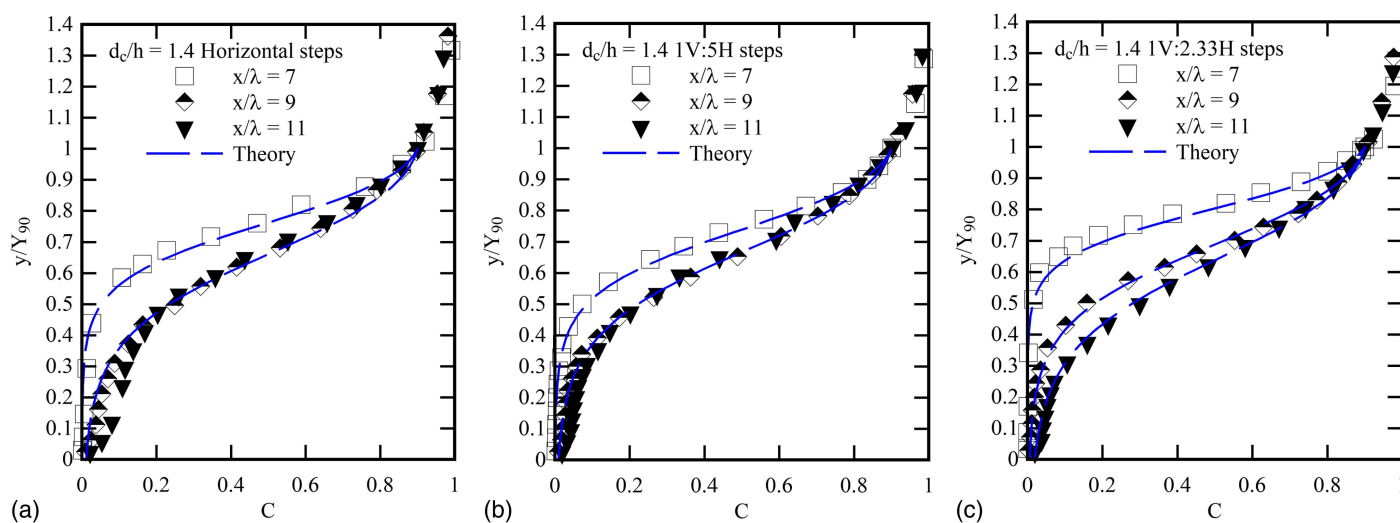 1.4
1.3
1.2
1.1
1
0.9
0.8
0.7
0.6
0.5
0.4
0.3
0.2
0.1
0
y/Y90
dc/h = 1.4 Horizontal steps
x/λ = 7
x/λ = 9
x/λ = 11
Theory
0 0.2 0.4 0.6 0.8 1
C
(a)
1.4
1.3
1.2
1.1
1
0.9
0.8
0.7
0.6
0.5
0.4
0.3
0.2
0.1
0
y/Y90
dc/h = 1.4 1V:5H steps
x/λ = 7
x/λ = 9
x/λ = 11
Theory
0 0.2 0.4 0.6 0.8 1
C
(b)
1.4
1.3
1.2
1.1
1
0.9
0.8
0.7
0.6
0.5
0.4
0.3
0.2
0.1
0
y/Y90
dc/h = 1.4 1V:2.33H steps
x/λ = 7
x/λ = 9
x/λ = 11
Theory
0 0.2 0.4 0.6 0.8 1
C
(c)